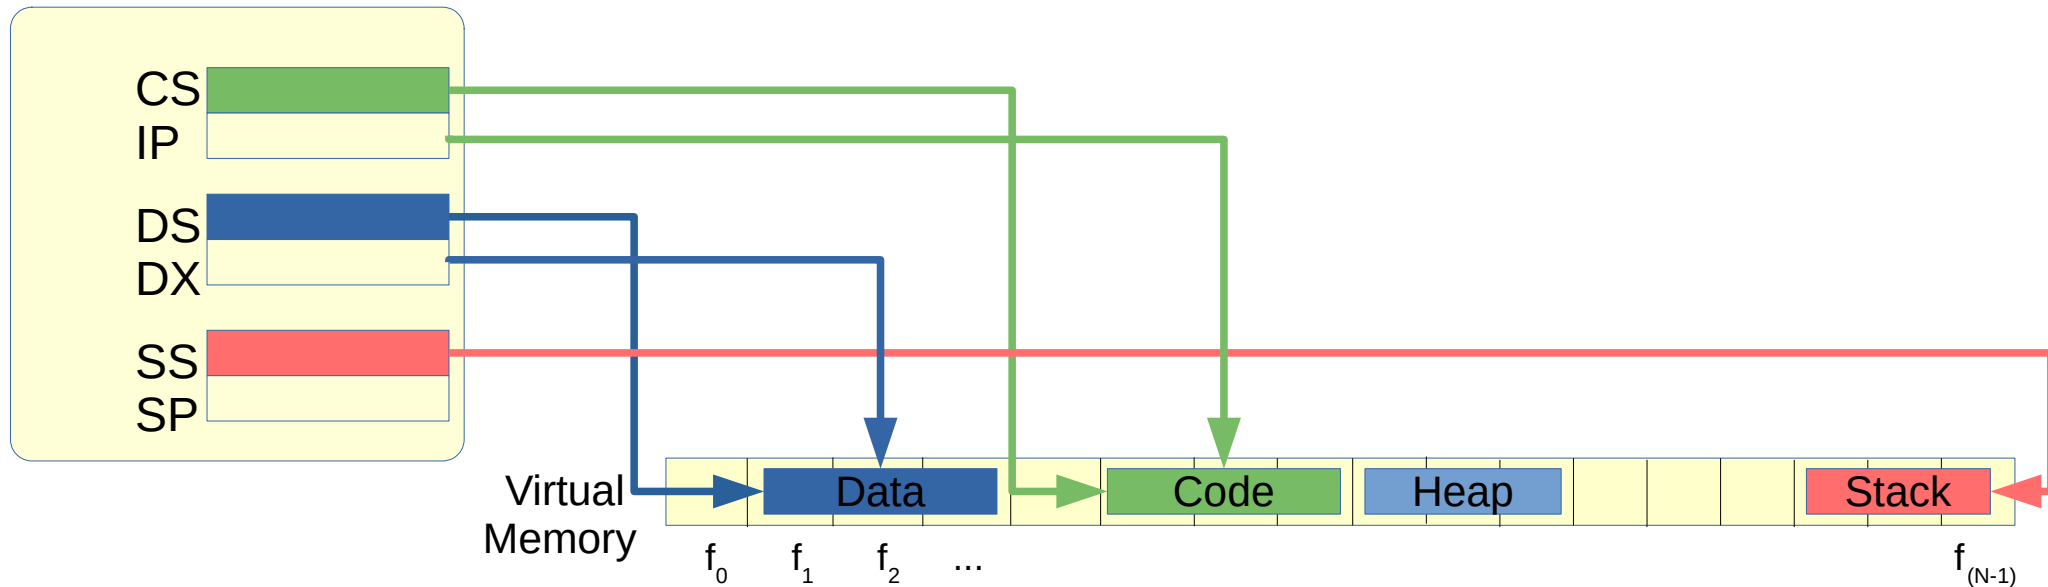 CS
IP
DS
DX
SS
SP
Virtual
Memory
Data
Code
Heap
Stack
f0
f1
f2
...
f(N-1)